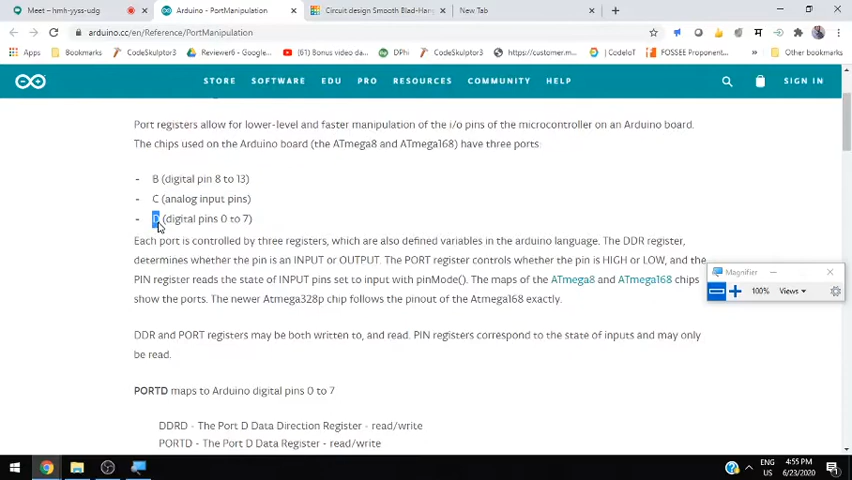 Meet – hmh-yyss-udg
Arduino - PortManipulation
Circuit design Smooth Blad-Har
New Tab
arduino.cc/en/Reference/PortManipulation
Apps
Bookmarks
CodeSkulptor3
Reviewer6 - Google...
(61) Bonus video da...
DPhi
CodeSkulptor3
https://customer.m...
CodeIoT
FOSSEE Proponent...
Other bookmarks
STORE SOFTWARE EDU PRO RESOURCES COMMUNITY HELP
SIGN IN
Port registers allow for lower-level and faster manipulation of the i/o pins of the microcontroller on an Arduino board.
The chips used on the Arduino board (the ATmega8 and ATmega168) have three ports:
- B (digital pin 8 to 13)
- C (analog input pins)
- D (digital pins 0 to 7)
Each port is controlled by three registers, which are also defined variables in the arduino language. The DDR register,
determines whether the pin is an INPUT or OUTPUT. The PORT register controls whether the pin is HIGH or LOW, and the
PIN register reads the state of INPUT pins set to input with pinMode(). The maps of the ATmega8 and ATmega168 chips
show the ports. The newer Atmega328p chip follows the pinout of the Atmega168 exactly.
Magnifier
100% Views
DDR and PORT registers may be both written to, and read. PIN registers correspond to the state of inputs and may only
be read.
PORTD maps to Arduino digital pins 0 to 7
DDRD - The Port D Data Direction Register - read/write
PORTD - The Port D Data Register - read/write
ENG
US
4:55 PM
6/23/2020